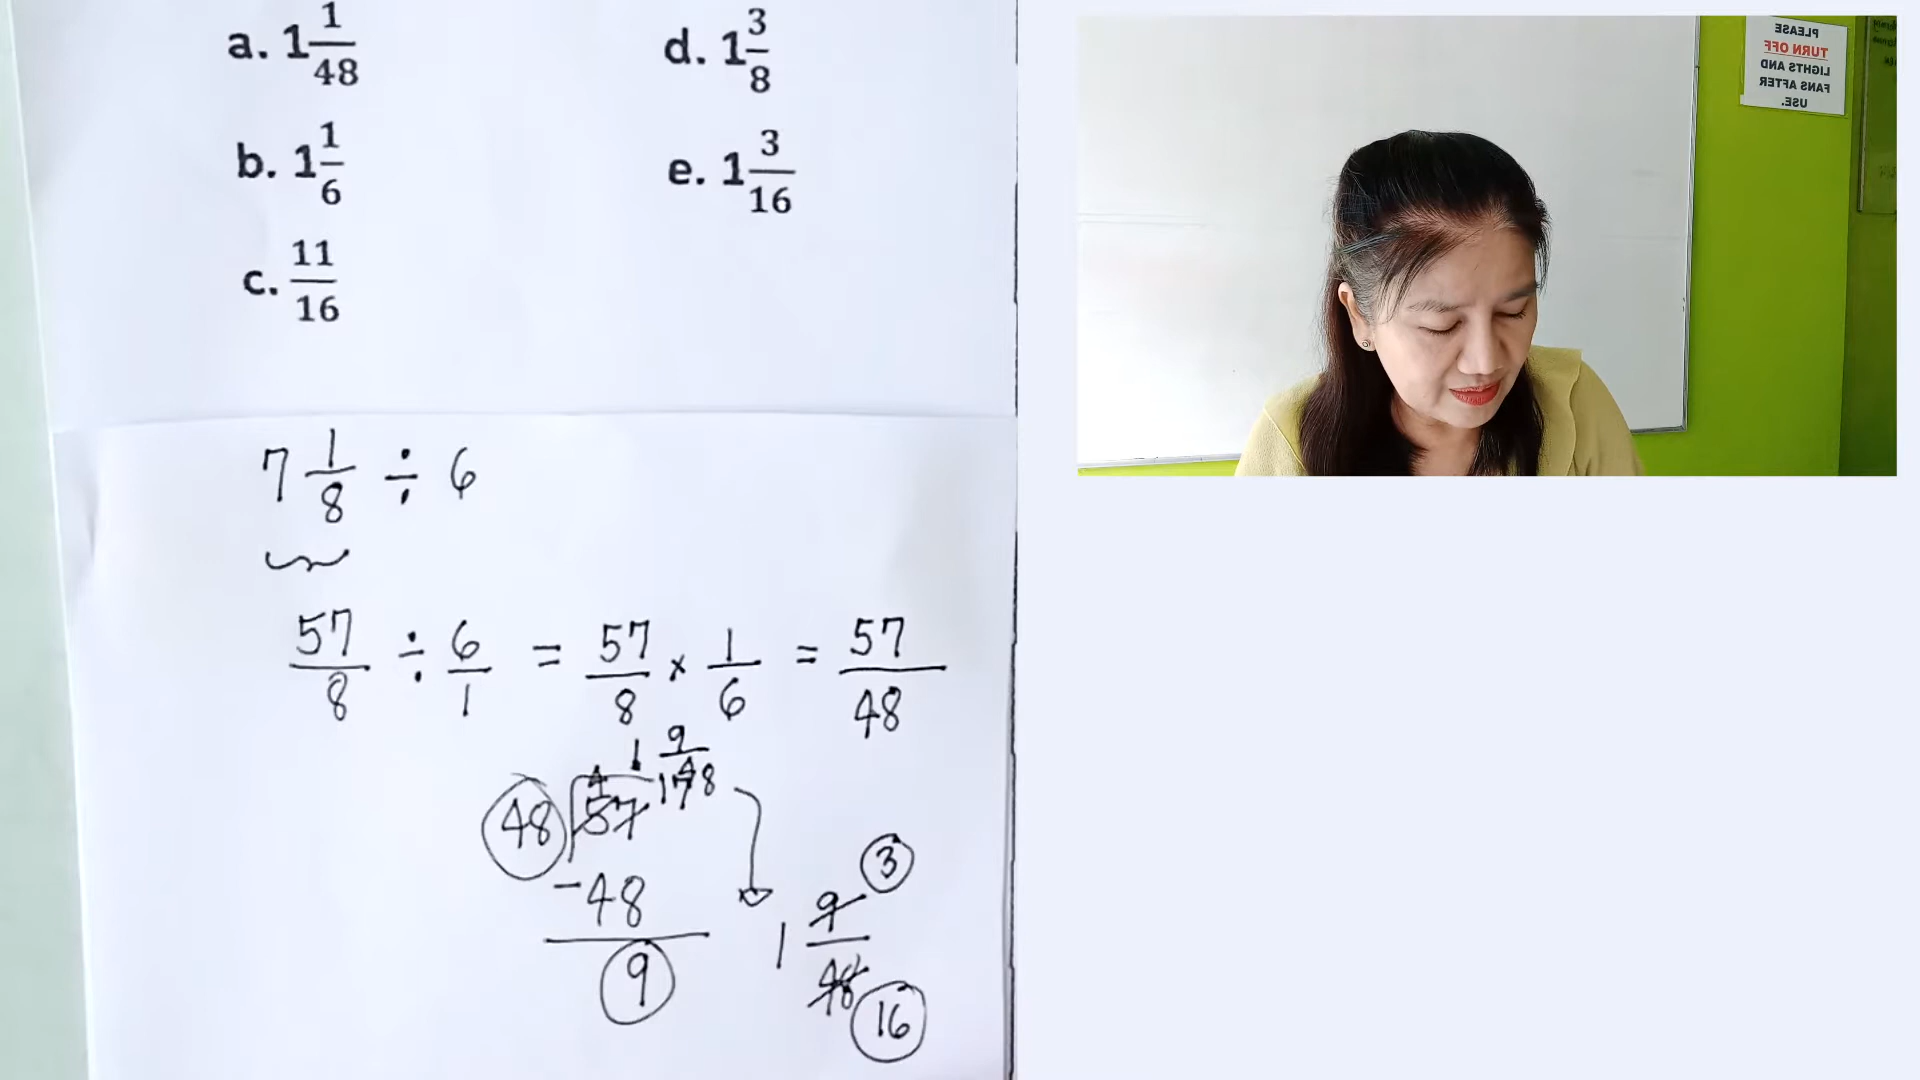 a. 1 1/48
d. 1 3/8
b. 1 1/6
e. 1 3/16
c. 11/16
7 1/8 ÷ 6
57/8 ÷ 6/1 = 57/8 × 1/6 = 57/48
1 9/48
48 57
-48
9
1 9/48
3
16
PLEASE
TURN OFF
LIGHTS AND
FANS AFTER
USE.